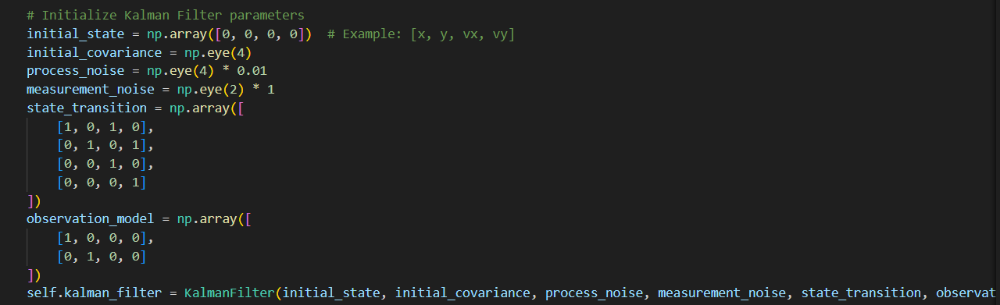 # Initialize Kalman Filter parameters
initial_state = np.array([0, 0, 0, 0])  # Example: [x, y, vx, vy]
initial_covariance = np.eye(4)
process_noise = np.eye(4) * 0.01
measurement_noise = np.eye(2) * 1
state_transition = np.array([
    [1, 0, 1, 0],
    [0, 1, 0, 1],
    [0, 0, 1, 0],
    [0, 0, 0, 1]
])
observation_model = np.array([
    [1, 0, 0, 0],
    [0, 1, 0, 0]
])
self.kalman_filter = KalmanFilter(initial_state, initial_covariance, process_noise, measurement_noise, state_transition, observat